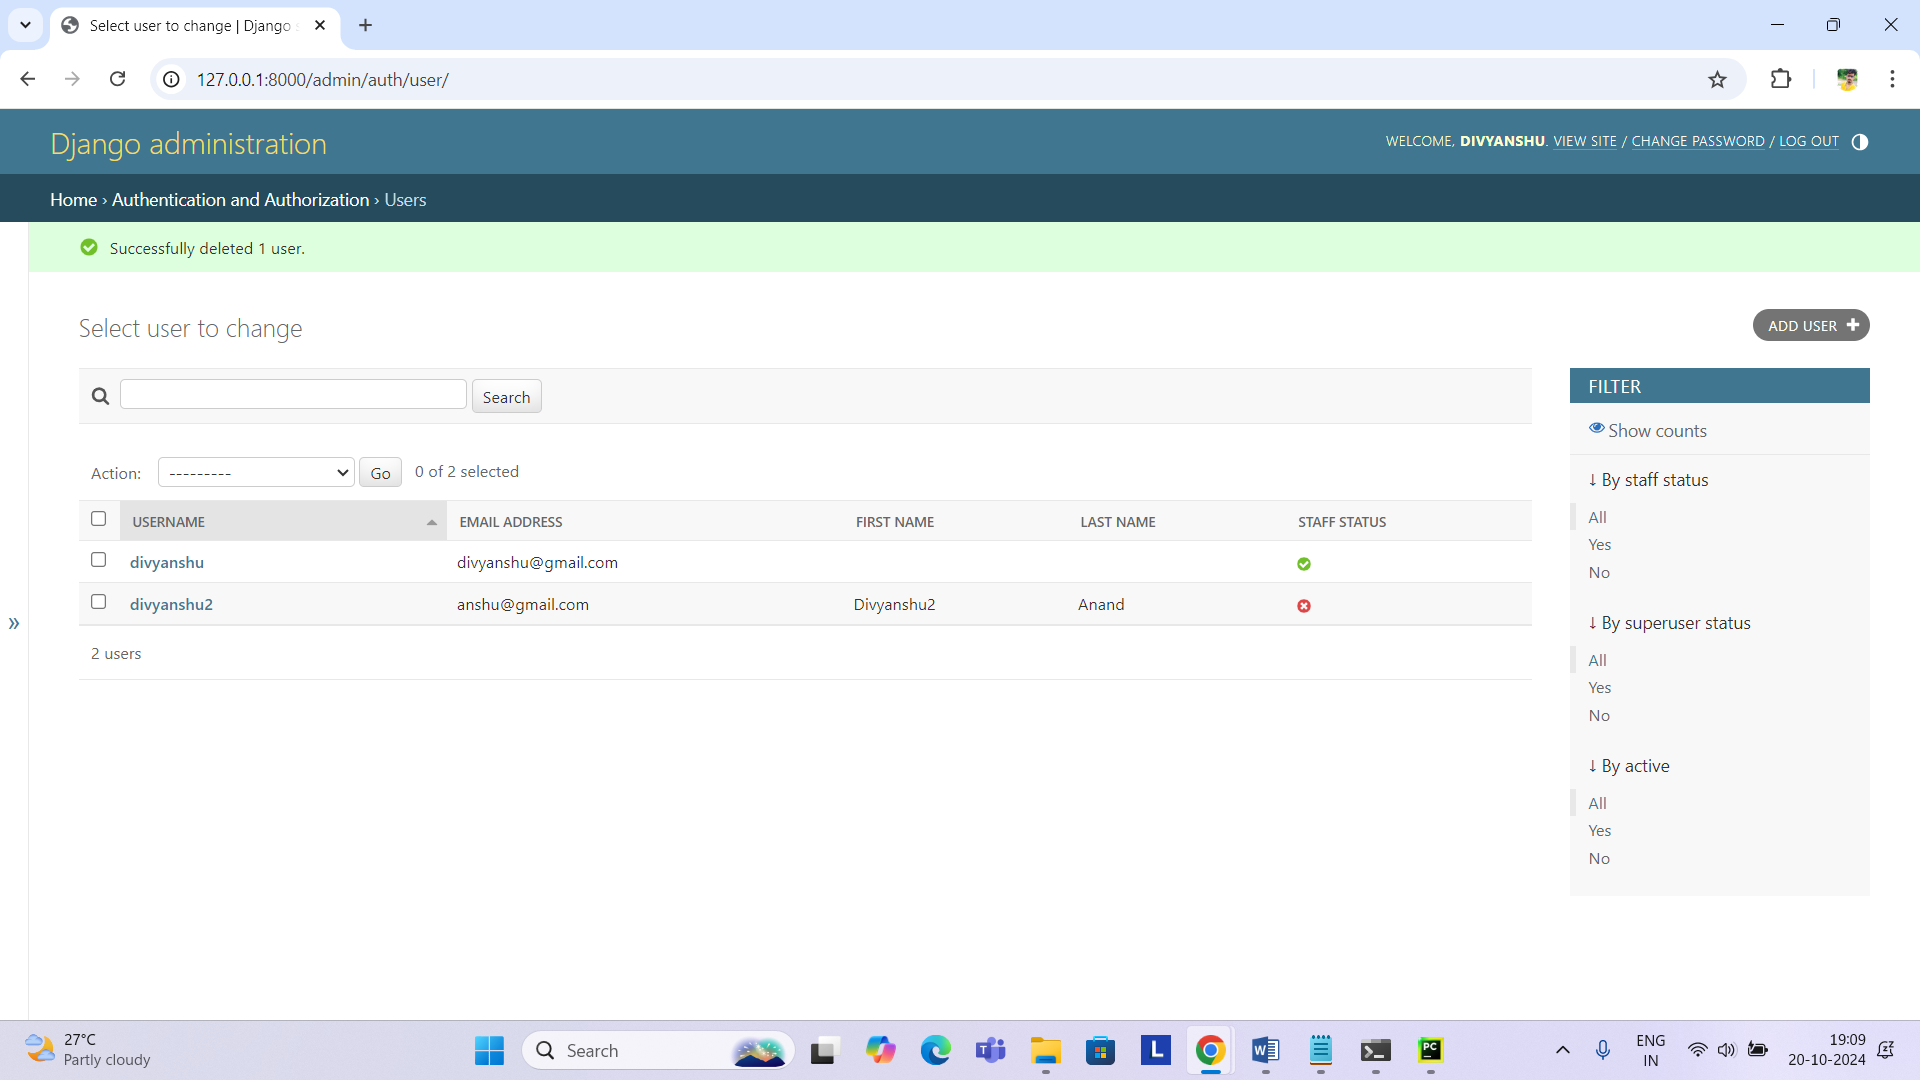 Select user to change | Django
127.0.0.1:8000/admin/auth/user/
Django administration
WELCOME, DIVYANSHU. VIEW SITE / CHANGE PASSWORD / LOG OUT
Home › Authentication and Authorization › Users
Successfully deleted 1 user.
Select user to change
ADD USER
Search
Action: --------- Go 0 of 2 selected
USERNAME EMAIL ADDRESS FIRST NAME LAST NAME STAFF STATUS
divyanshu divyanshu@gmail.com
divyanshu2 anshu@gmail.com Divyanshu2 Anand
2 users
FILTER
Show counts
↓ By staff status
All
Yes
No
↓ By superuser status
All
Yes
No
↓ By active
All
Yes
No
27°C
Partly cloudy
Search
L
PC
ENG
IN
19:09
20-10-2024